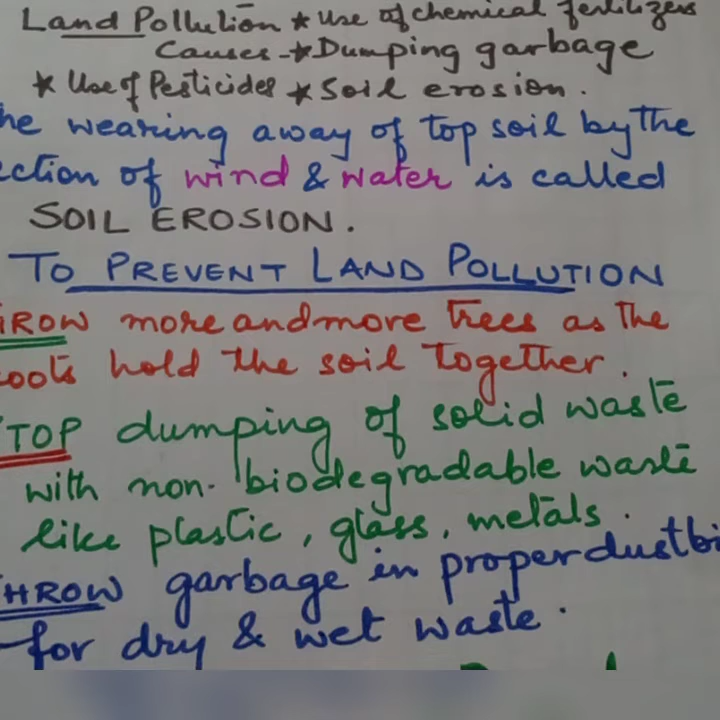 Land Pollution * Use of chemical fertilizers
Causes - * Dumping garbage
* Use of Pesticides * Soil erosion.
he wearing away of top soil by the
ction of wind & water is called
SOIL EROSION.
TO PREVENT LAND POLLUTION
ROW more and more trees as the
oots hold the soil together.
TOP dumping of solid waste
with non-biodegradable waste
like plastic, glass, metals.
HROW garbage in proper dustbi
for dry & wet waste.